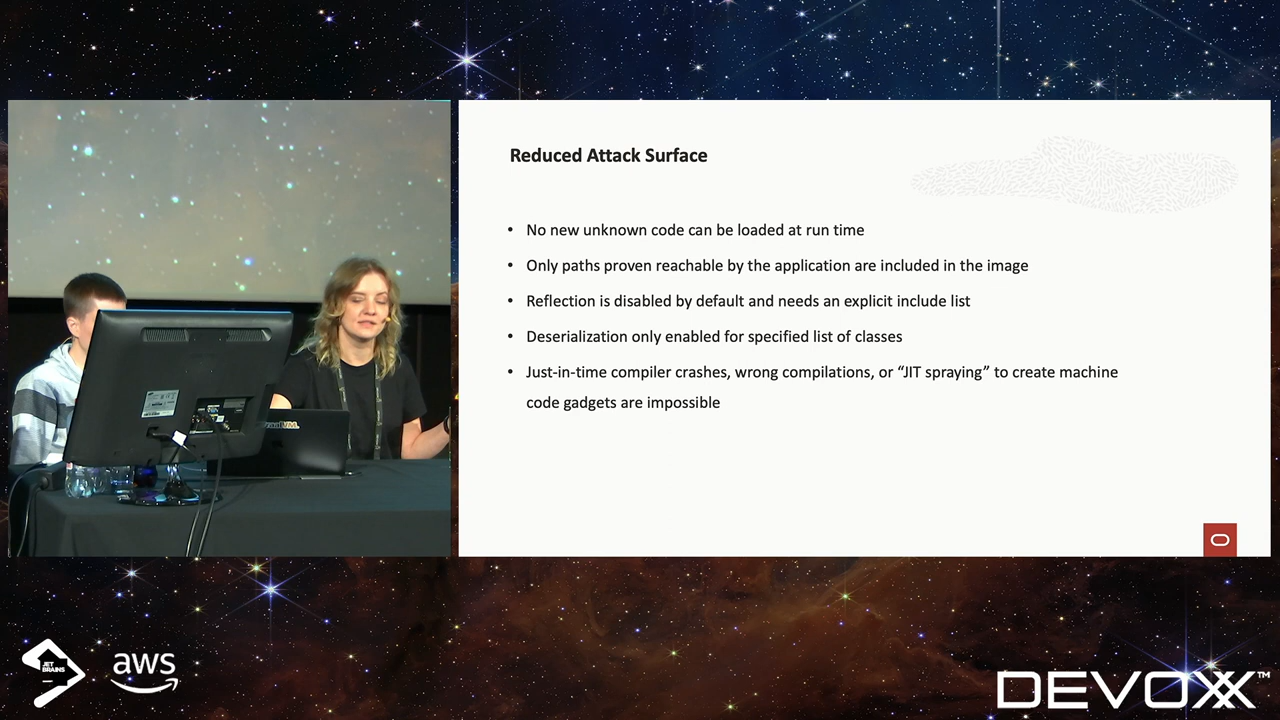 Reduced Attack Surface
• No new unknown code can be loaded at run time
• Only paths proven reachable by the application are included in the image
• Reflection is disabled by default and needs an explicit include list
• Deserialization only enabled for specified list of classes
• Just-in-time compiler crashes, wrong compilations, or “JIT spraying” to create machine
code gadgets are impossible
JET
BRAINS
aws
DEVOXX™